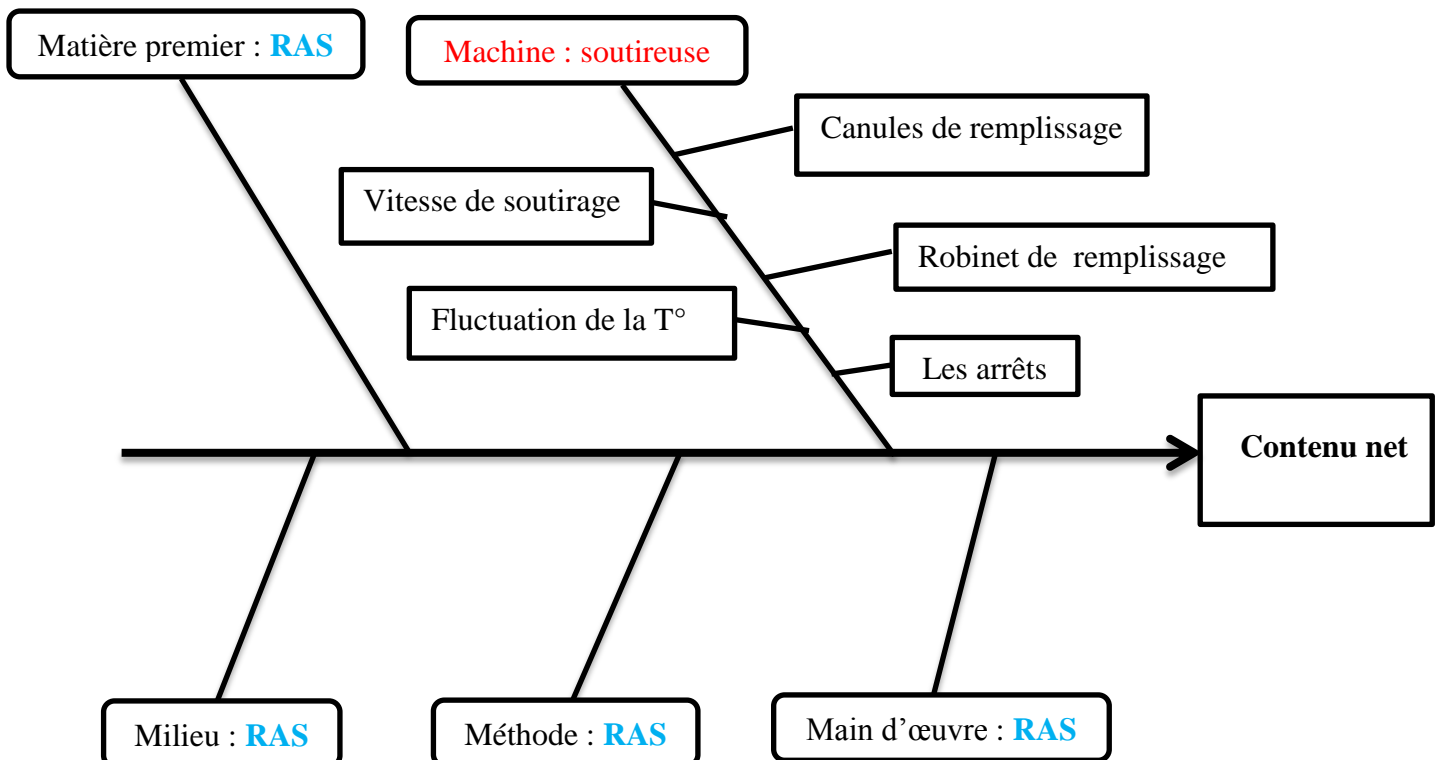 Matière premier : RAS
Machine : soutireuse
Canules de remplissage
Vitesse de soutirage
Robinet de  remplissage
Fluctuation de la T°
Les arrêts
Contenu net
Milieu : RAS
Méthode : RAS
Main d’œuvre : RAS